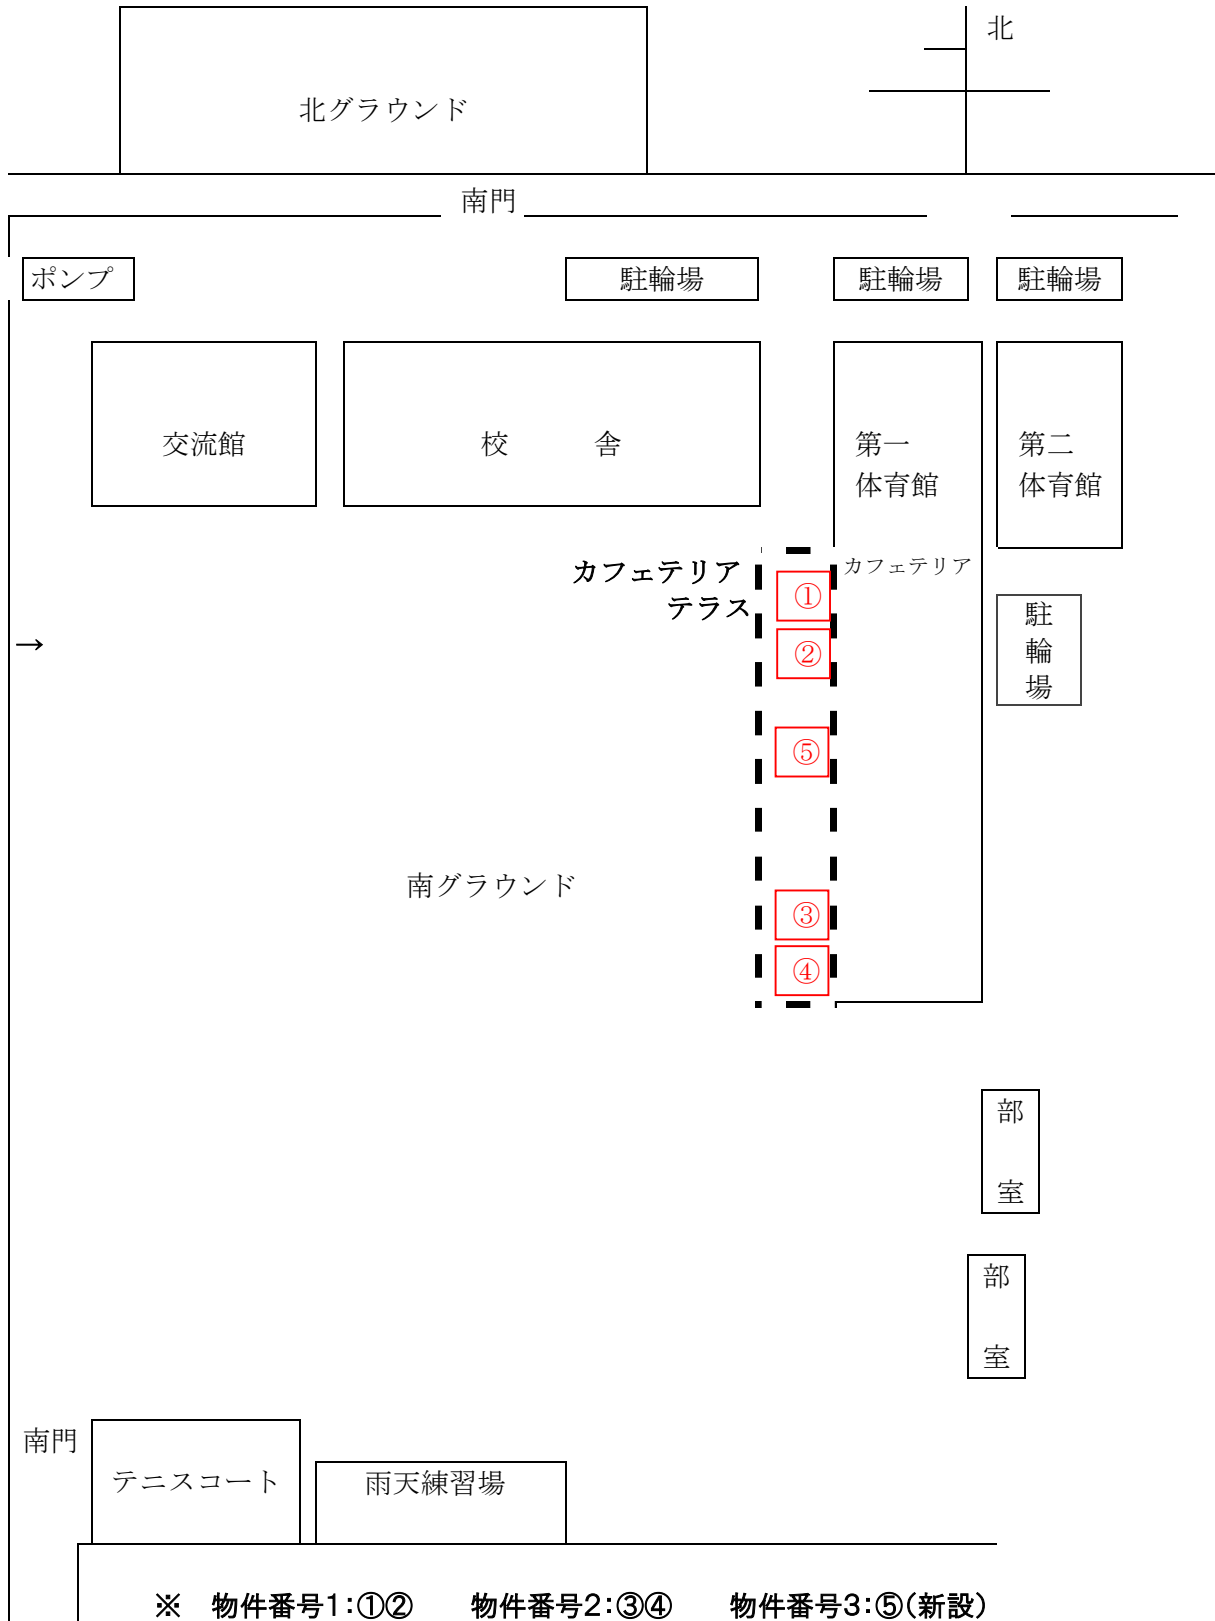 北
北グラウンド
南門
ポンプ
駐輪場
駐輪場
駐輪場
交流館
校　　舎
第一
体育館
第二
体育館
カフェテリア
テラス
カフェテリア
①
②
駐
輪
場
→
⑤
南グラウンド
③
④
部
室
部
室
南門
テニスコート
雨天練習場
※　物件番号1：①②　　物件番号2：③④　　物件番号3：⑤（新設）